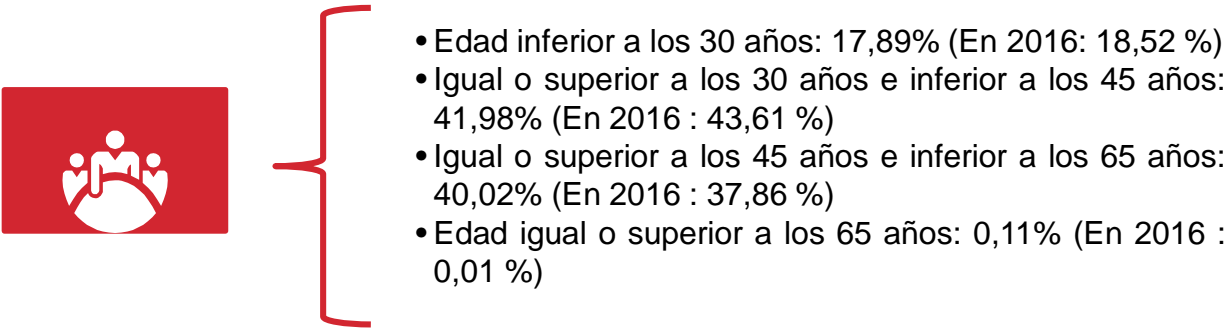 • Edad inferior a los 30 años: 17,89% (En 2016: 18,52 %)
• Igual o superior a los 30 años e inferior a los 45 años:
41,98% (En 2016 : 43,61 %)
• Igual o superior a los 45 años e inferior a los 65 años:
40,02% (En 2016 : 37,86 %)
• Edad igual o superior a los 65 años: 0,11% (En 2016 :
0,01 %)